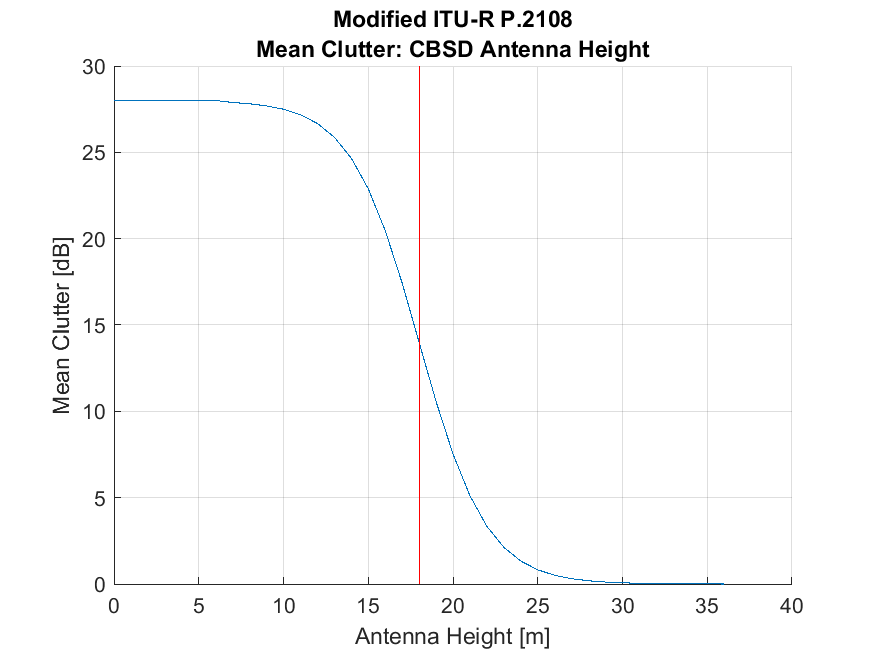 Modified ITU-R P.2108
Mean Clutter: CBSD Antenna Height
30
25
20
15
10
5
0
Mean Clutter [dB]
0 5 10 15 20 25 30 35 40
Antenna Height [m]